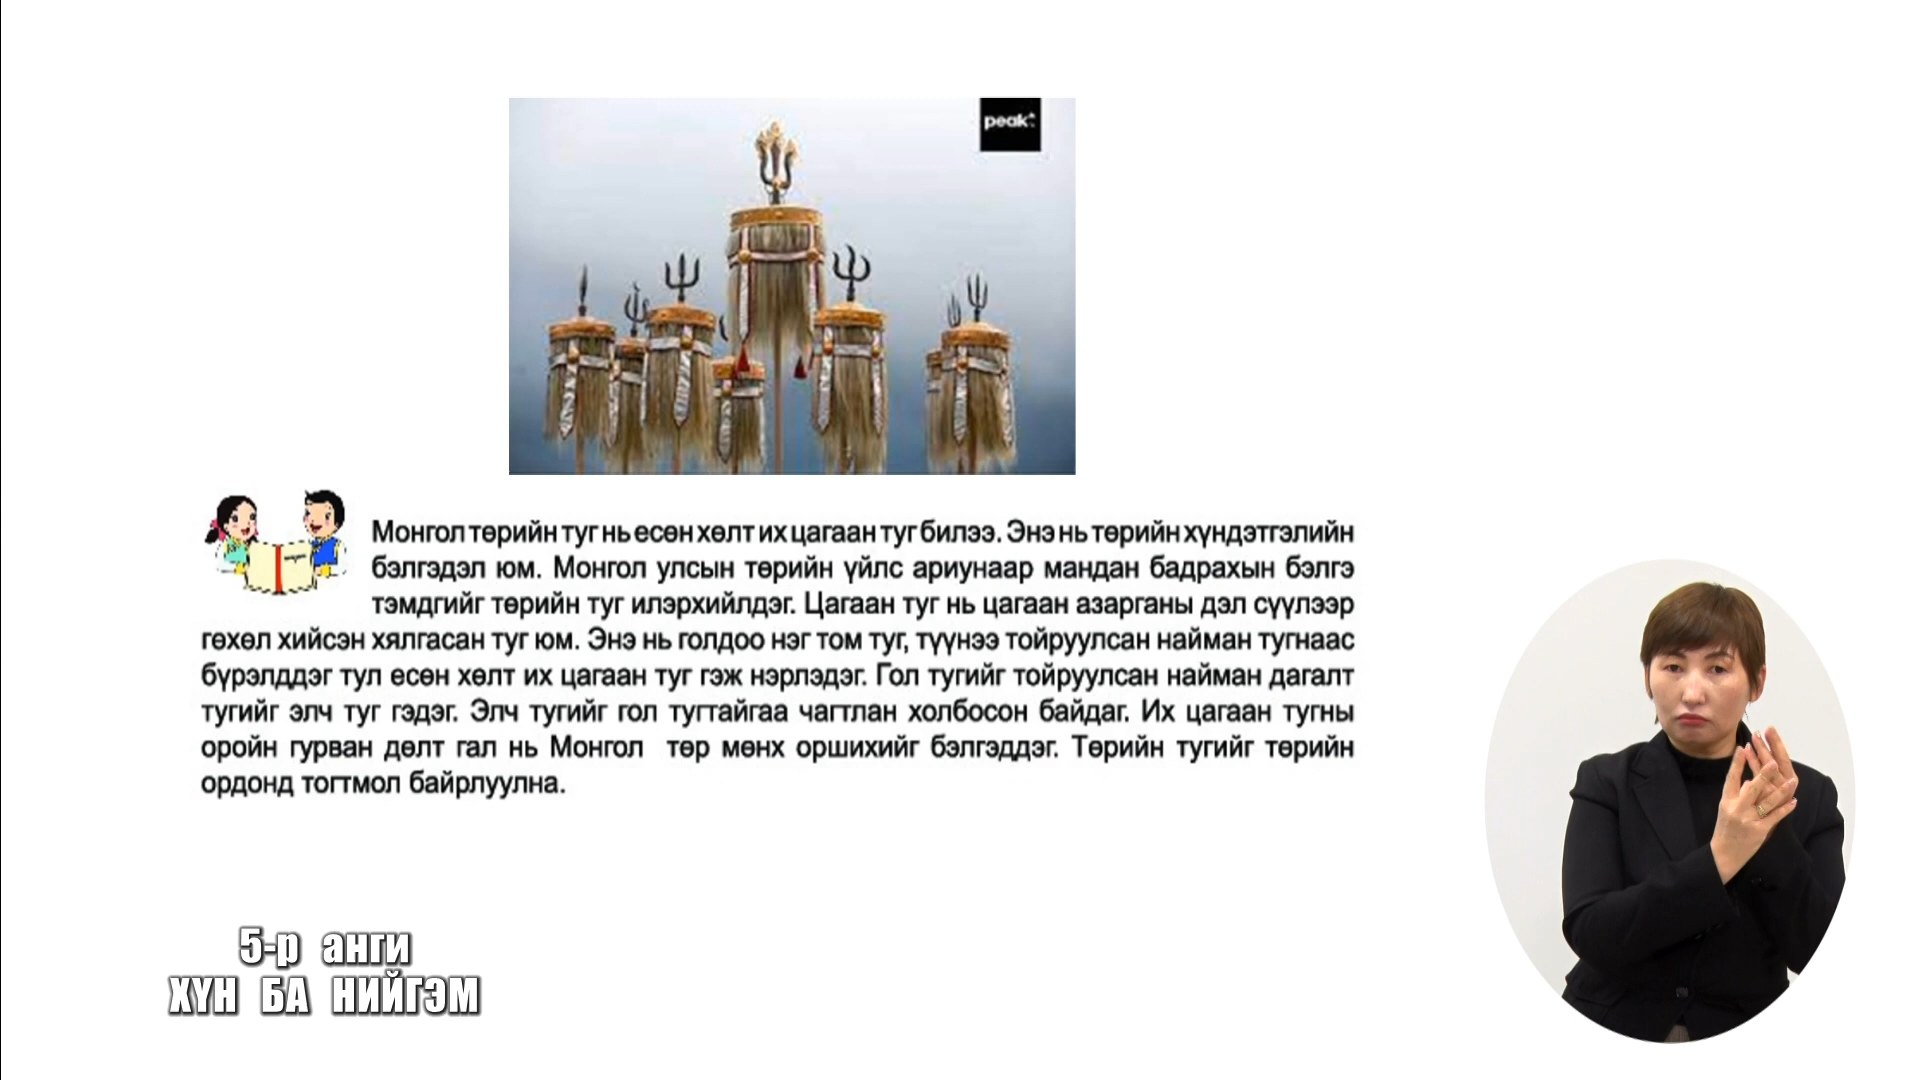 peak
Монгол төрийн туг нь есөн хөлт их цагаан туг билээ. Энэ нь төрийн хүндэтгэлийн
бэлгэдэл юм. Монгол улсын төрийн үйлс ариунаар мандан бадрахын бэлгэ
тэмдгийг төрийн туг илэрхийлдэг. Цагаан туг нь цагаан азарганы дэл сүүлээр
гөхөл хийсэн хялгасан туг юм. Энэ нь голдоо нэг том туг, түүнээ тойруулсан найман тугнаас
бүрэлддэг тул есөн хөлт их цагаан туг гэж нэрлэдэг. Гол тугийг тойруулсан найман дагалт
тугийг элч туг гэдэг. Элч тугийг гол тугтайгаа чагтлан холбосон байдаг. Их цагаан тугны
оройн гурван дөлт гал нь Монгол төр мөнх оршихийг бэлгэддэг. Төрийн тугийг төрийн
ордонд тогтмол байрлуулна.
5-р анги
ХҮН БА НИЙГЭМ